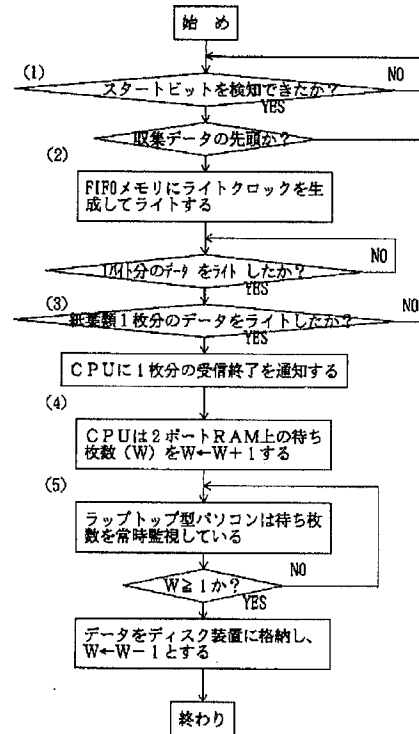 始 め
(1)
スタートビットを検知できたか?
NO
YES
収集データの先頭か?
(2)
FIFOメモリにライトクロックを生
成してライトする
NO
1バイト分のデータ をライト したか?
YES
(3)
紙葉類1枚分のデータをライトしたか?
NO
YES
CPUに1枚分の受信終了を通知する
(4)
CPUは2ポートRAM上の待ち
枚数(W)をW←W+1する
(5)
ラップトップ型パソコンは待ち枚
数を常時監視している
NO
W≧1か?
YES
データをディスク装置に格納し、
W←W-1とする
終わり